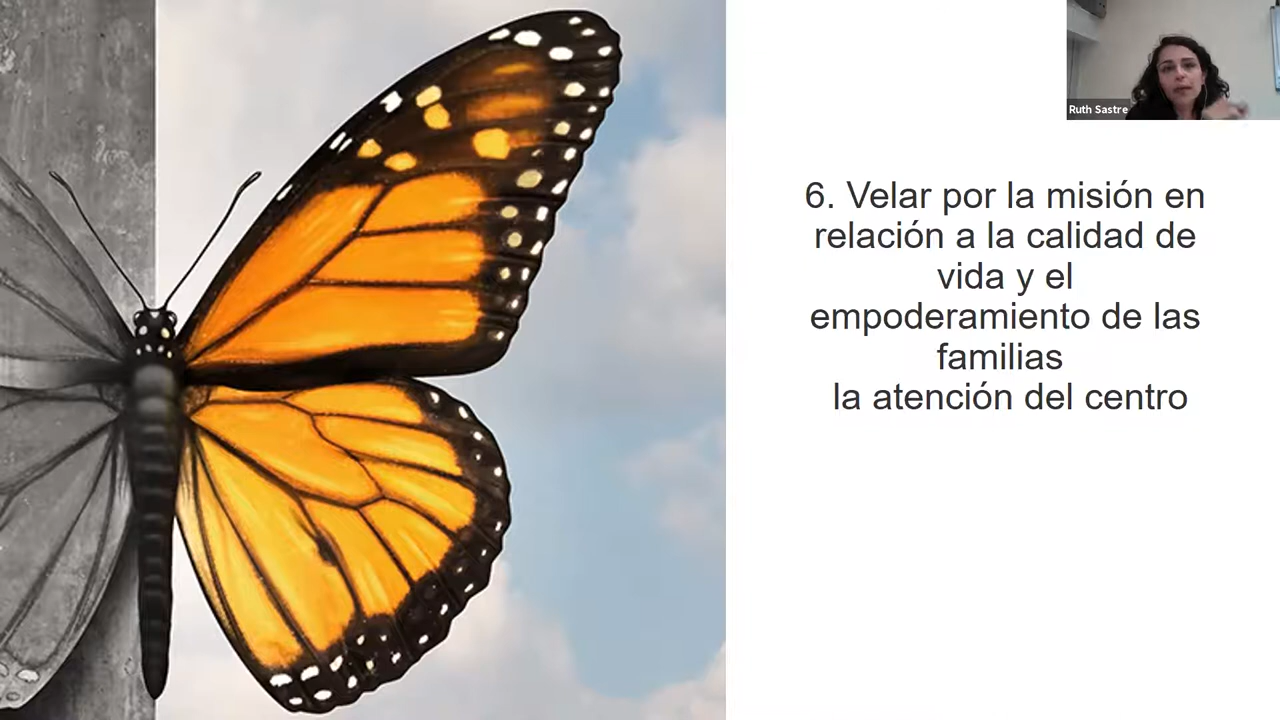 Ruth Sastre
6. Velar por la misión en
relación a la calidad de
vida y el
empoderamiento de las
familias
la atención del centro